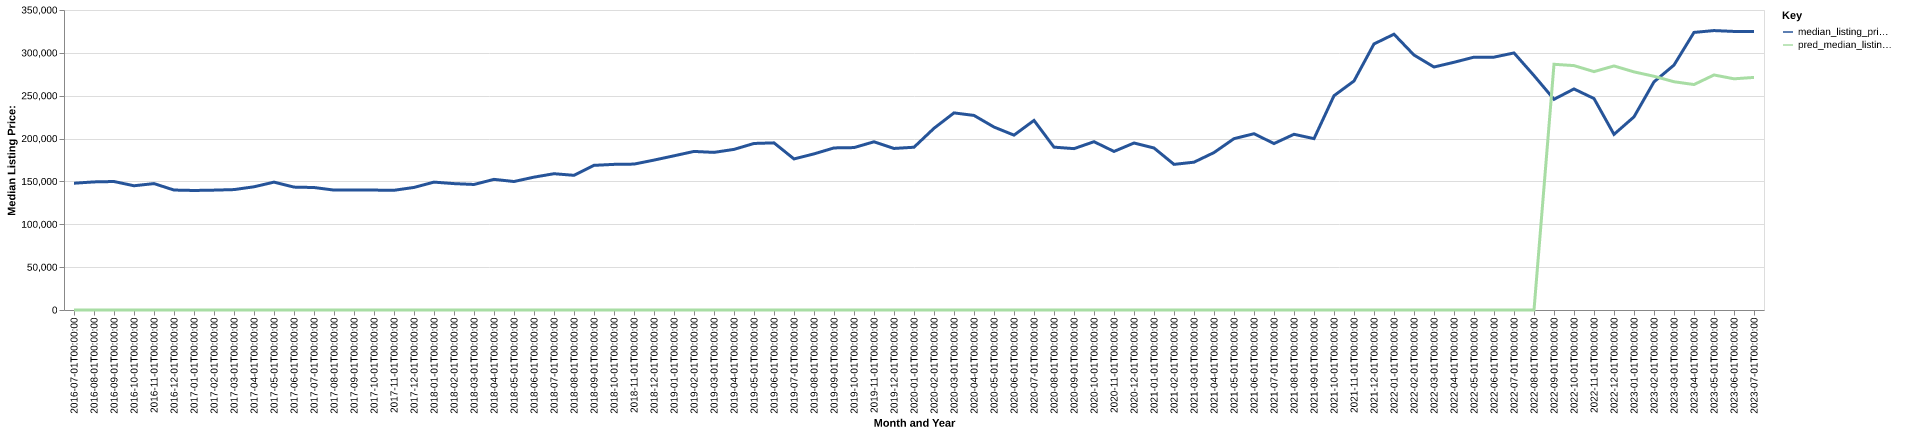 350,000
300,000
250,000
200,000
150,000
100,000
50,000
0
Median Listing Price:
2016-07-01T00:00:00
2016-08-01T00:00:00
2016-09-01T00:00:00
2016-10-01T00:00:00
2016-11-01T00:00:00
2016-12-01T00:00:00
2017-01-01T00:00:00
2017-02-01T00:00:00
2017-03-01T00:00:00
2017-04-01T00:00:00
2017-05-01T00:00:00
2017-06-01T00:00:00
2017-07-01T00:00:00
2017-08-01T00:00:00
2017-09-01T00:00:00
2017-10-01T00:00:00
2017-11-01T00:00:00
2017-12-01T00:00:00
2018-01-01T00:00:00
2018-02-01T00:00:00
2018-03-01T00:00:00
2018-04-01T00:00:00
2018-05-01T00:00:00
2018-06-01T00:00:00
2018-07-01T00:00:00
2018-08-01T00:00:00
2018-09-01T00:00:00
2018-10-01T00:00:00
2018-11-01T00:00:00
2018-12-01T00:00:00
2019-01-01T00:00:00
2019-02-01T00:00:00
2019-03-01T00:00:00
2019-04-01T00:00:00
2019-05-01T00:00:00
2019-06-01T00:00:00
2019-07-01T00:00:00
2019-08-01T00:00:00
2019-09-01T00:00:00
2019-10-01T00:00:00
2019-11-01T00:00:00
2019-12-01T00:00:00
2020-01-01T00:00:00
2020-02-01T00:00:00
2020-03-01T00:00:00
2020-04-01T00:00:00
2020-05-01T00:00:00
2020-06-01T00:00:00
2020-07-01T00:00:00
2020-08-01T00:00:00
2020-09-01T00:00:00
2020-10-01T00:00:00
2020-11-01T00:00:00
2020-12-01T00:00:00
2021-01-01T00:00:00
2021-02-01T00:00:00
2021-03-01T00:00:00
2021-04-01T00:00:00
2021-05-01T00:00:00
2021-06-01T00:00:00
2021-07-01T00:00:00
2021-08-01T00:00:00
2021-09-01T00:00:00
2021-10-01T00:00:00
2021-11-01T00:00:00
2021-12-01T00:00:00
2022-01-01T00:00:00
2022-02-01T00:00:00
2022-03-01T00:00:00
2022-04-01T00:00:00
2022-05-01T00:00:00
2022-06-01T00:00:00
2022-07-01T00:00:00
2022-08-01T00:00:00
2022-09-01T00:00:00
2022-10-01T00:00:00
2022-11-01T00:00:00
2022-12-01T00:00:00
2023-01-01T00:00:00
2023-02-01T00:00:00
2023-03-01T00:00:00
2023-04-01T00:00:00
2023-05-01T00:00:00
2023-06-01T00:00:00
2023-07-01T00:00:00
Month and Year
Key
median_listing_pri…
pred_median_listin…